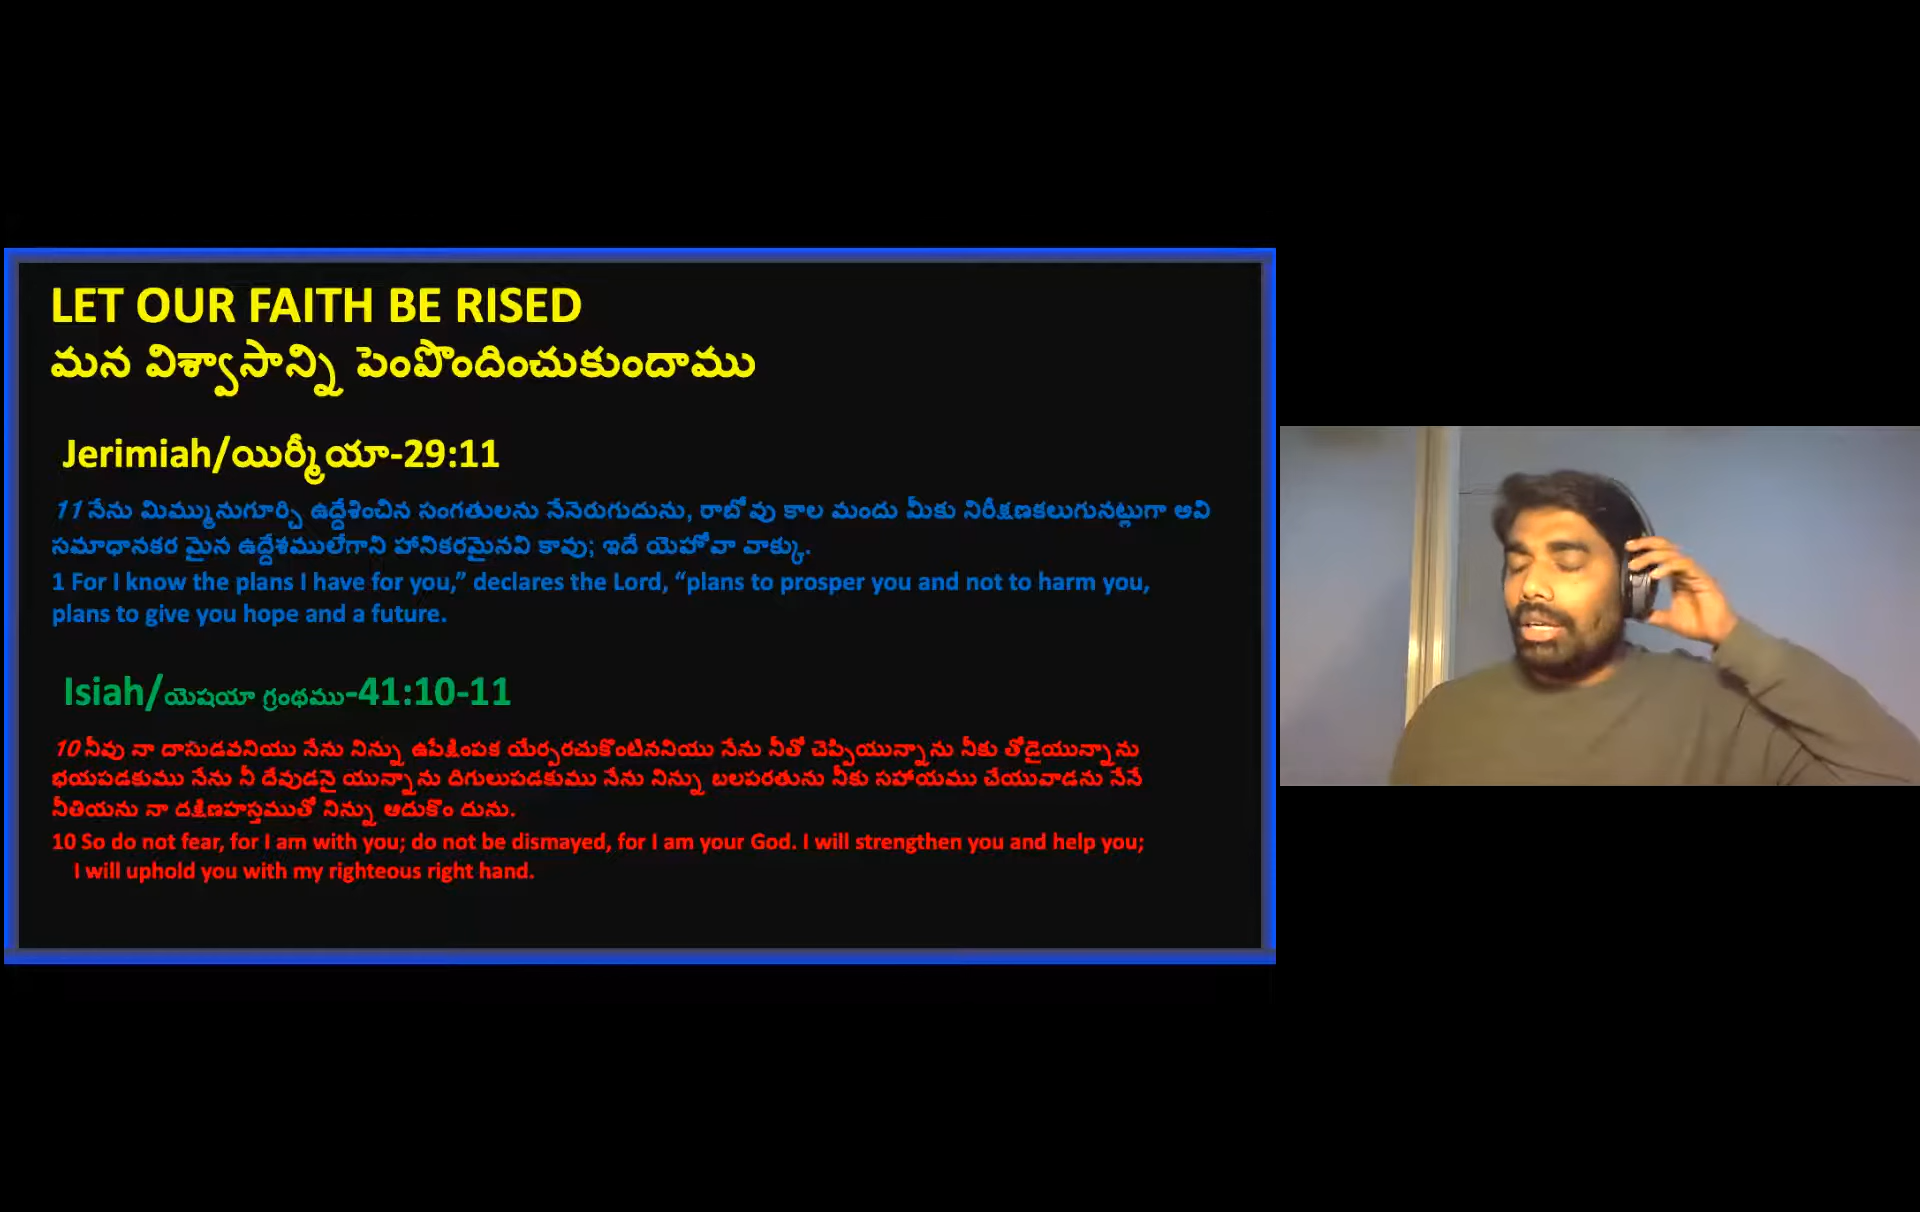 LET OUR FAITH BE RISED
మన విశ్వాసాన్ని పెంపొందించుకుందాము
Jerimiah/యిర్మీయా-29:11
11 నేను మిమ్మునుగూర్చి ఉద్దేశించిన సంగతులను నేనెరుగుదును, రాబోవు కాల మందు మీకు నిరీక్షణకలుగునట్లుగా అవి
సమాధానకర మైన ఉద్దేశములేగాని హానికరమైనవి కావు; ఇదే యెహోవా వాక్కు.
1 For I know the plans I have for you,” declares the Lord, “plans to prosper you and not to harm you,
plans to give you hope and a future.
Isiah/యెషయా గ్రంథము-41:10-11
10 నీవు నా దాసుడవనియు నేను నిన్ను ఉపేక్షింపక యేర్పరచుకొంటిననియు నేను నీతో చెప్పియున్నాను నీకు తోడైయున్నాను
భయపడకుము నేను నీ దేవుడనై యున్నాను దిగులుపడకుము నేను నిన్ను బలపరతును నీకు సహాయము చేయువాడను నేనే
నీతియను నా దక్షిణహస్తముతో నిన్ను ఆదుకొం దును.
10 So do not fear, for I am with you; do not be dismayed, for I am your God. I will strengthen you and help you;
I will uphold you with my righteous right hand.